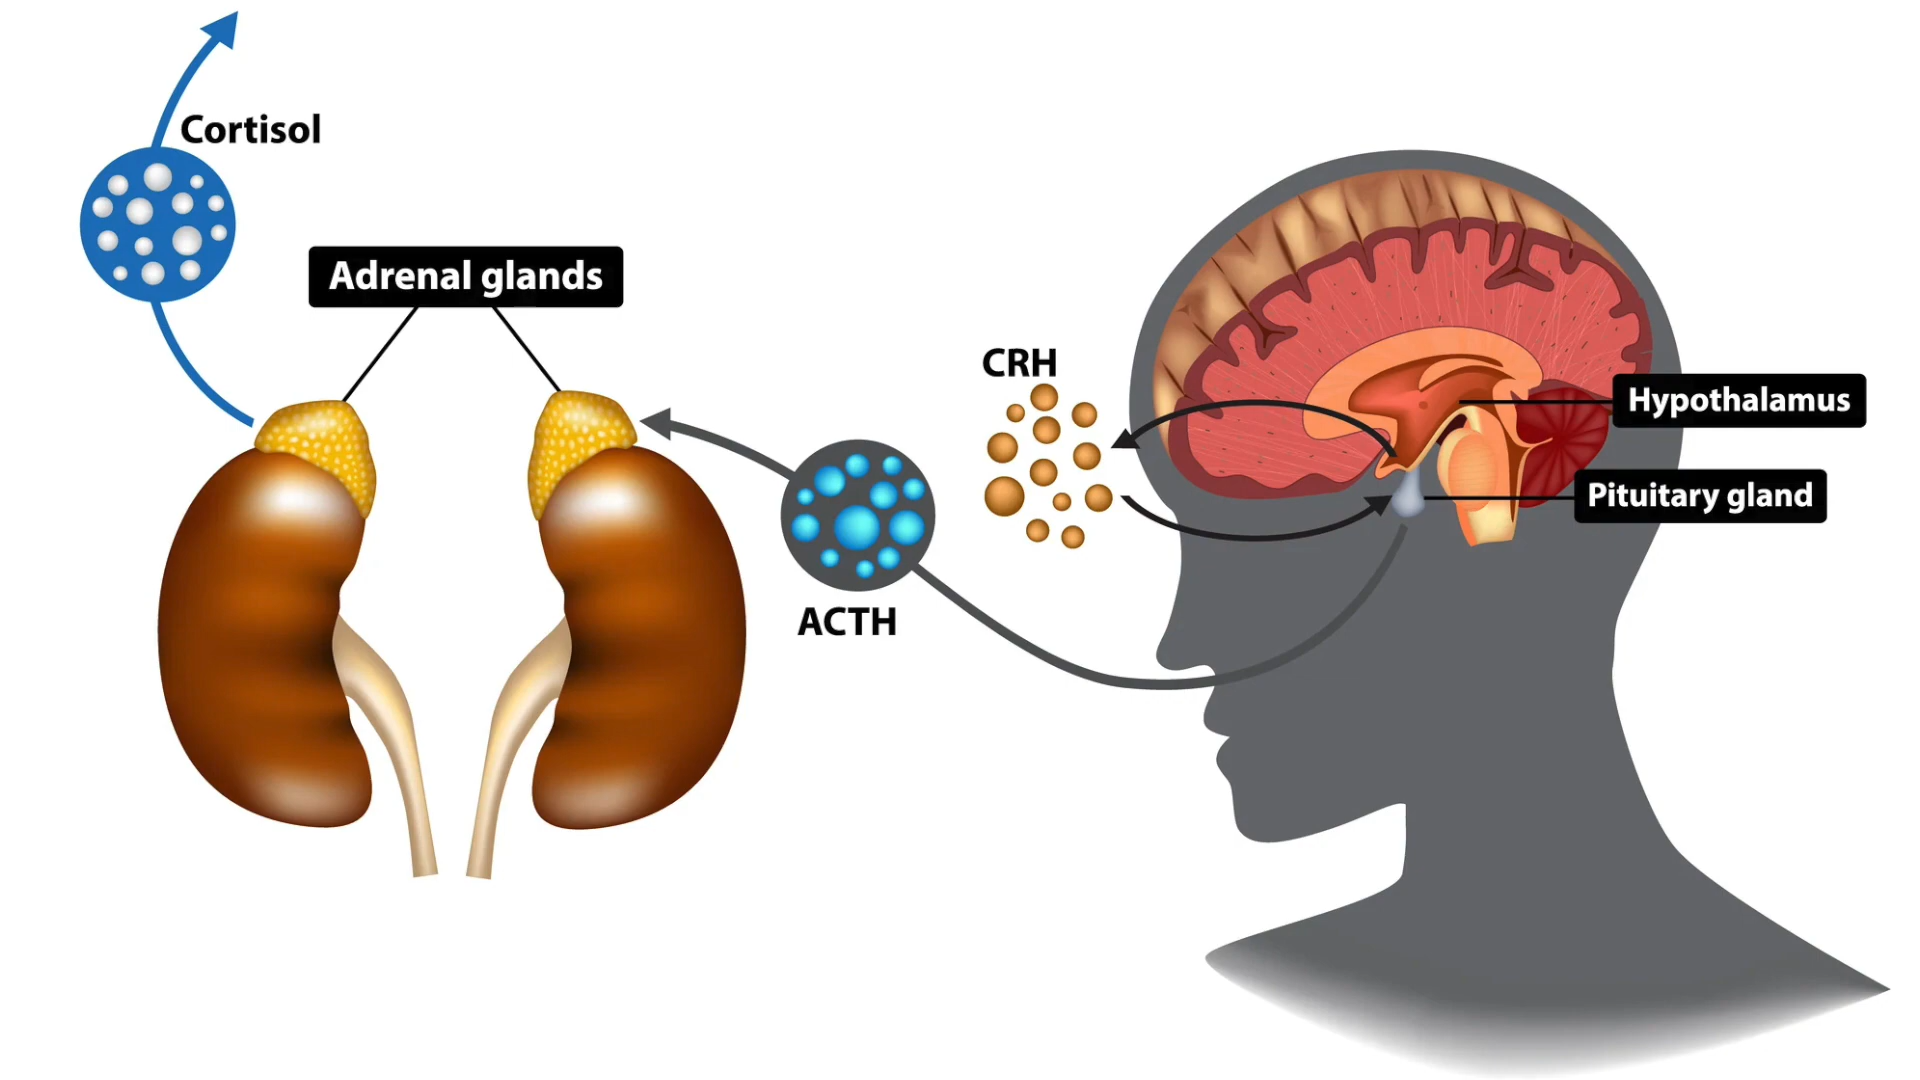 Cortisol
Adrenal glands
CRH
Hypothalamus
Pituitary gland
ACTH